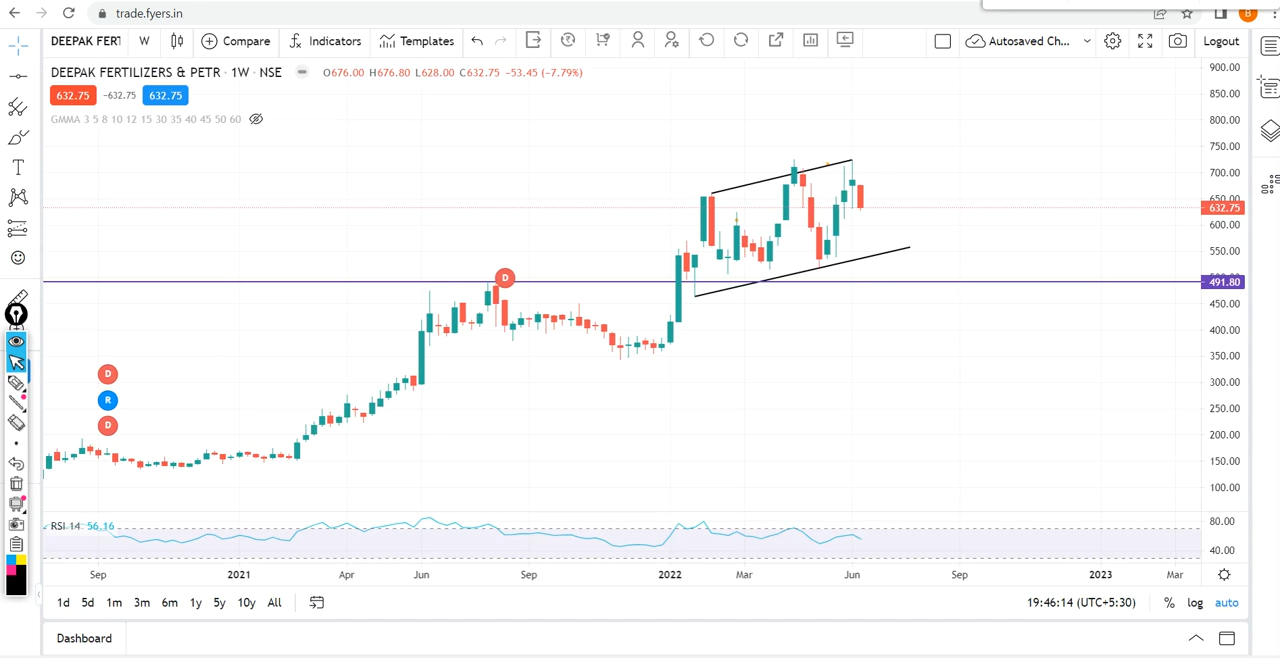 trade.fyers.in
B
DEEPAK FERT W Compare Indicators Templates Autosaved Ch... Logout
DEEPAK FERTILIZERS & PETR · 1W · NSE O676.00 H676.80 L628.00 C632.75 −53.45 (−7.79%)
632.75 −632.75 632.75
GMMA 3 5 8 10 12 15 30 35 40 45 50 60
900.00
850.00
800.00
750.00
700.00
650.00
632.75
600.00
550.00
500.00
491.80
450.00
400.00
350.00
300.00
250.00
200.00
150.00
100.00
D
D
R
D
RSI 14 56.16
80.00
40.00
Sep 2021 Apr Jun Sep 2022 Mar Jun Sep 2023 Mar
1d 5d 1m 3m 6m 1y 5y 10y All 19:46:14 (UTC+5:30) % log auto
Dashboard